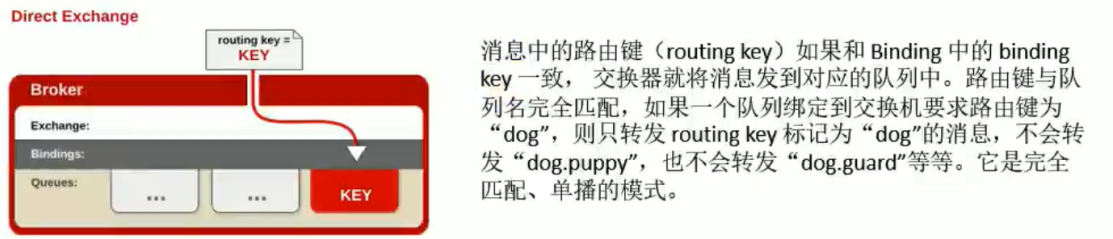 Direct Exchange
routing key =
KEY
Broker
Exchange:
Bindings:
Queues:
...
...
KEY
消息中的路由键（routing key）如果和 Binding 中的 binding
key 一致， 交换器就将消息发到对应的队列中。路由键与队
列名完全匹配，如果一个队列绑定到交换机要求路由键为
“dog”，则只转发 routing key 标记为“dog”的消息，不会转
发“dog.puppy”，也不会转发“dog.guard”等等。它是完全
匹配、单播的模式。